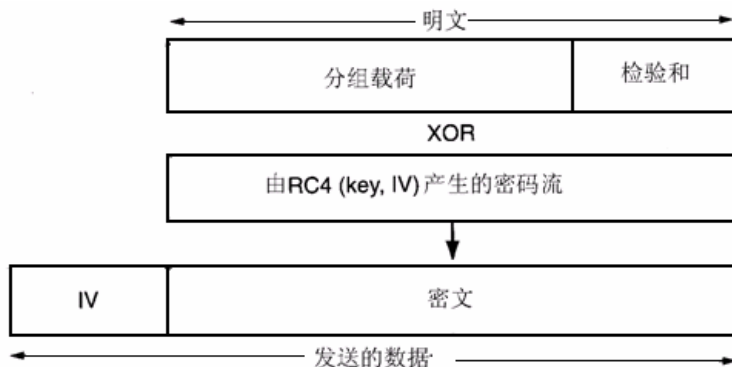 明文
分组载荷
检验和
XOR
由RC4 (key, IV)产生的密码流
IV
密文
发送的数据